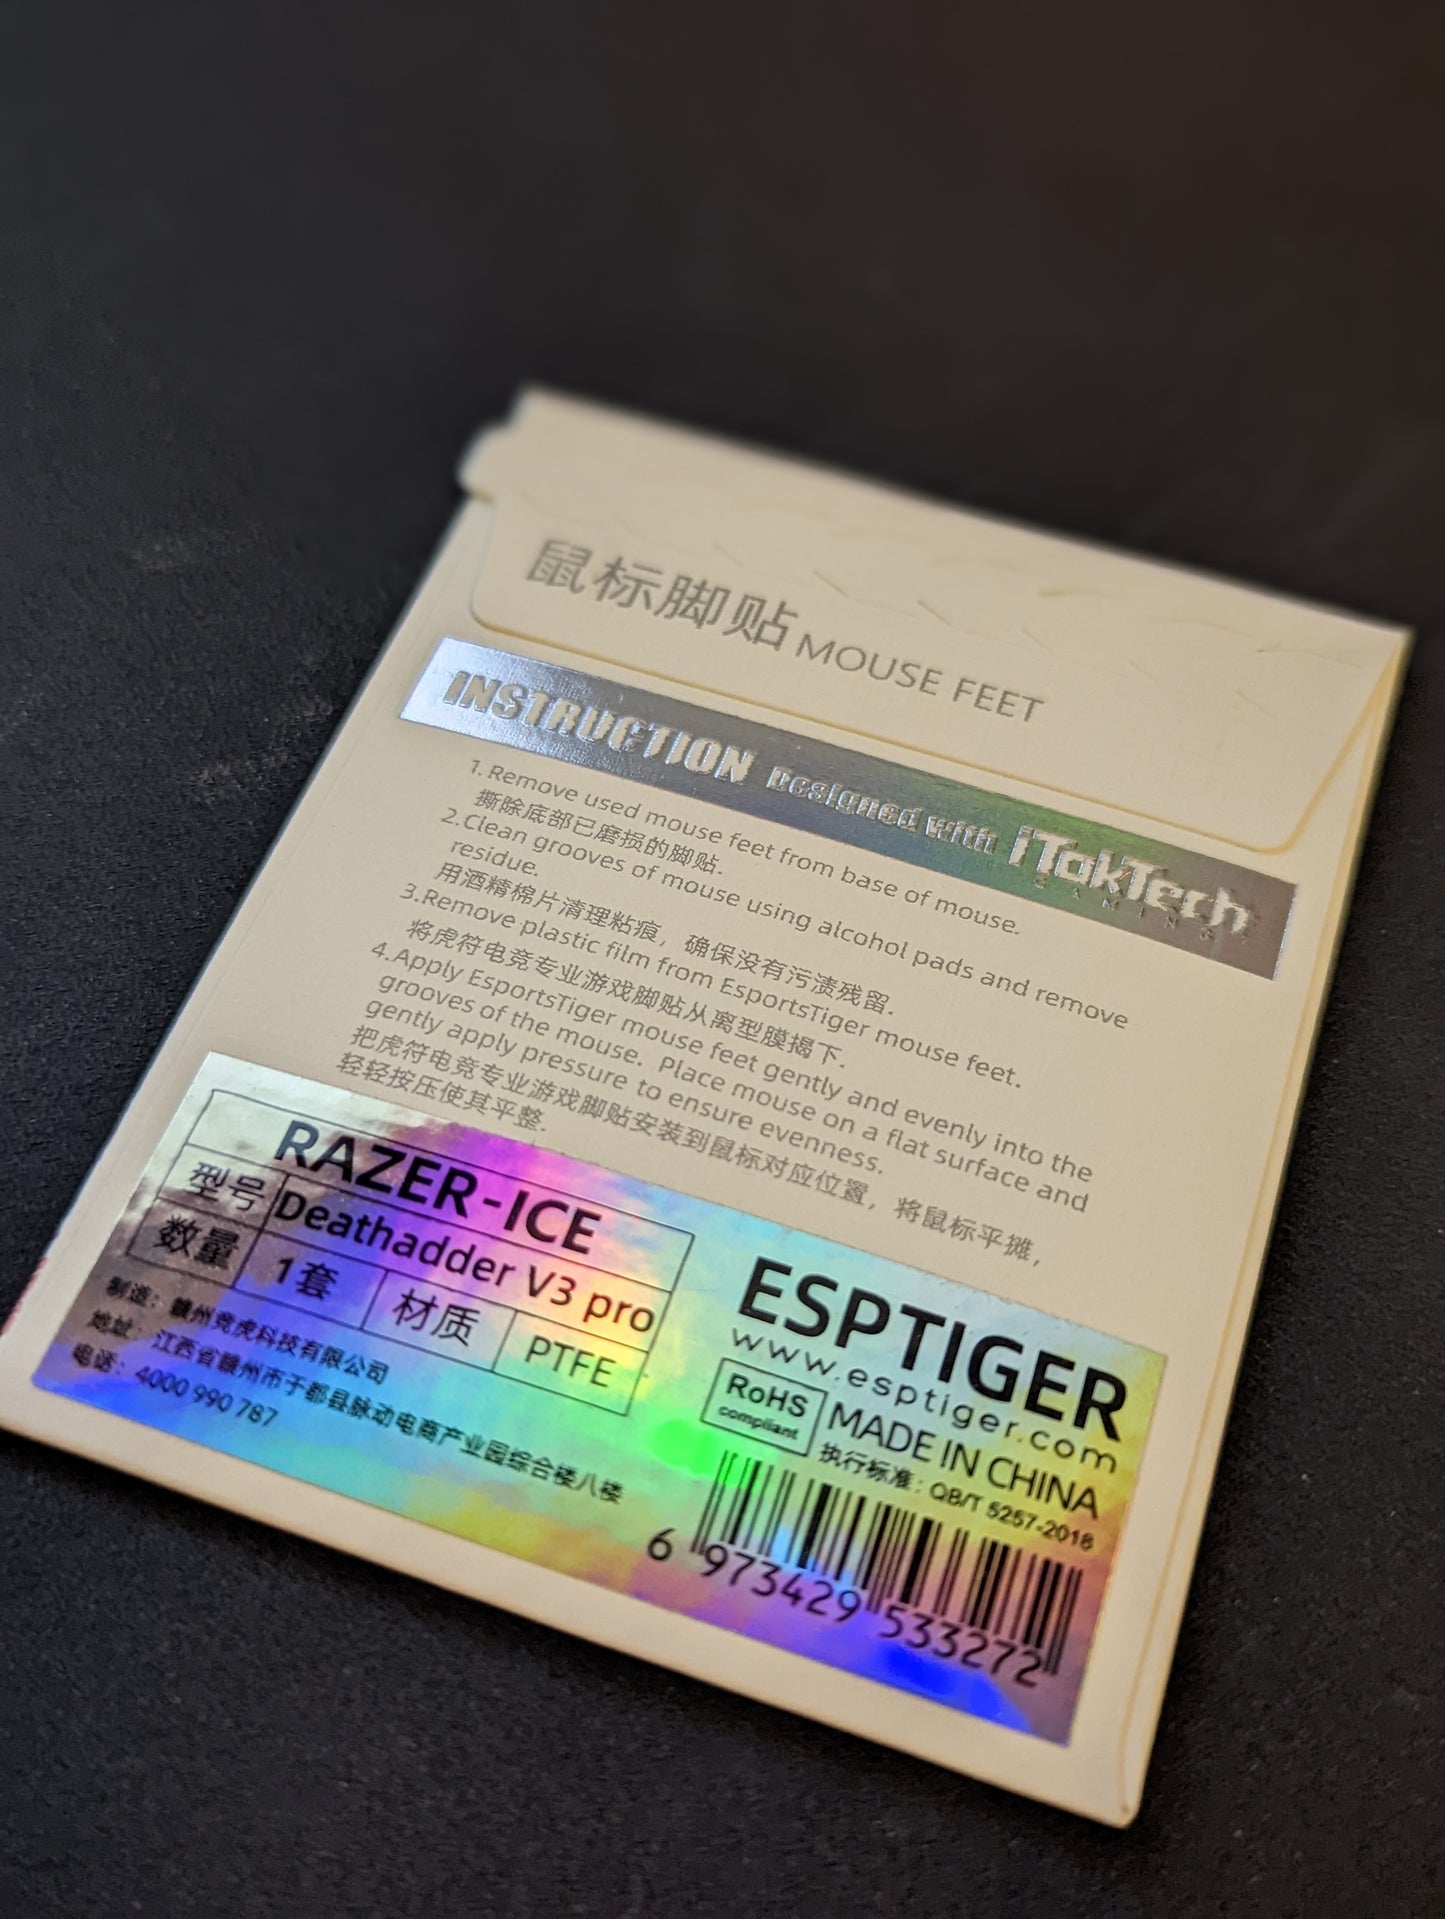 鼠标脚贴 MOUSE FEET
INSTRUCTION Designed with iTakTech
GAMING
1. Remove used mouse feet from base of mouse.
撕除底部已磨损的脚贴.
2.Clean grooves of mouse using alcohol pads and remove
residue.
用酒精棉片清理粘痕，确保没有污渍残留.
3.Remove plastic film from EsportsTiger mouse feet.
将虎符电竞专业游戏脚贴从离型膜揭下.
4.Apply EsportsTiger mouse feet gently and evenly into the
grooves of the mouse. Place mouse on a flat surface and
gently apply pressure to ensure evenness.
把虎符电竞专业游戏脚贴安装到鼠标对应位置，将鼠标平摊，
轻轻按压使其平整.
RAZER-ICE
型号 Deathadder V3 pro
数量 1套 材质 PTFE
制造：赣州竞虎科技有限公司
地址：江西省赣州市于都县脉动电商产业园综合楼八楼
电话：4000 990 787
ESPTIGER
www.esptiger.com
RoHS
compliant
MADE IN CHINA
执行标准：QB/T 5257-2018
6 973429 533272